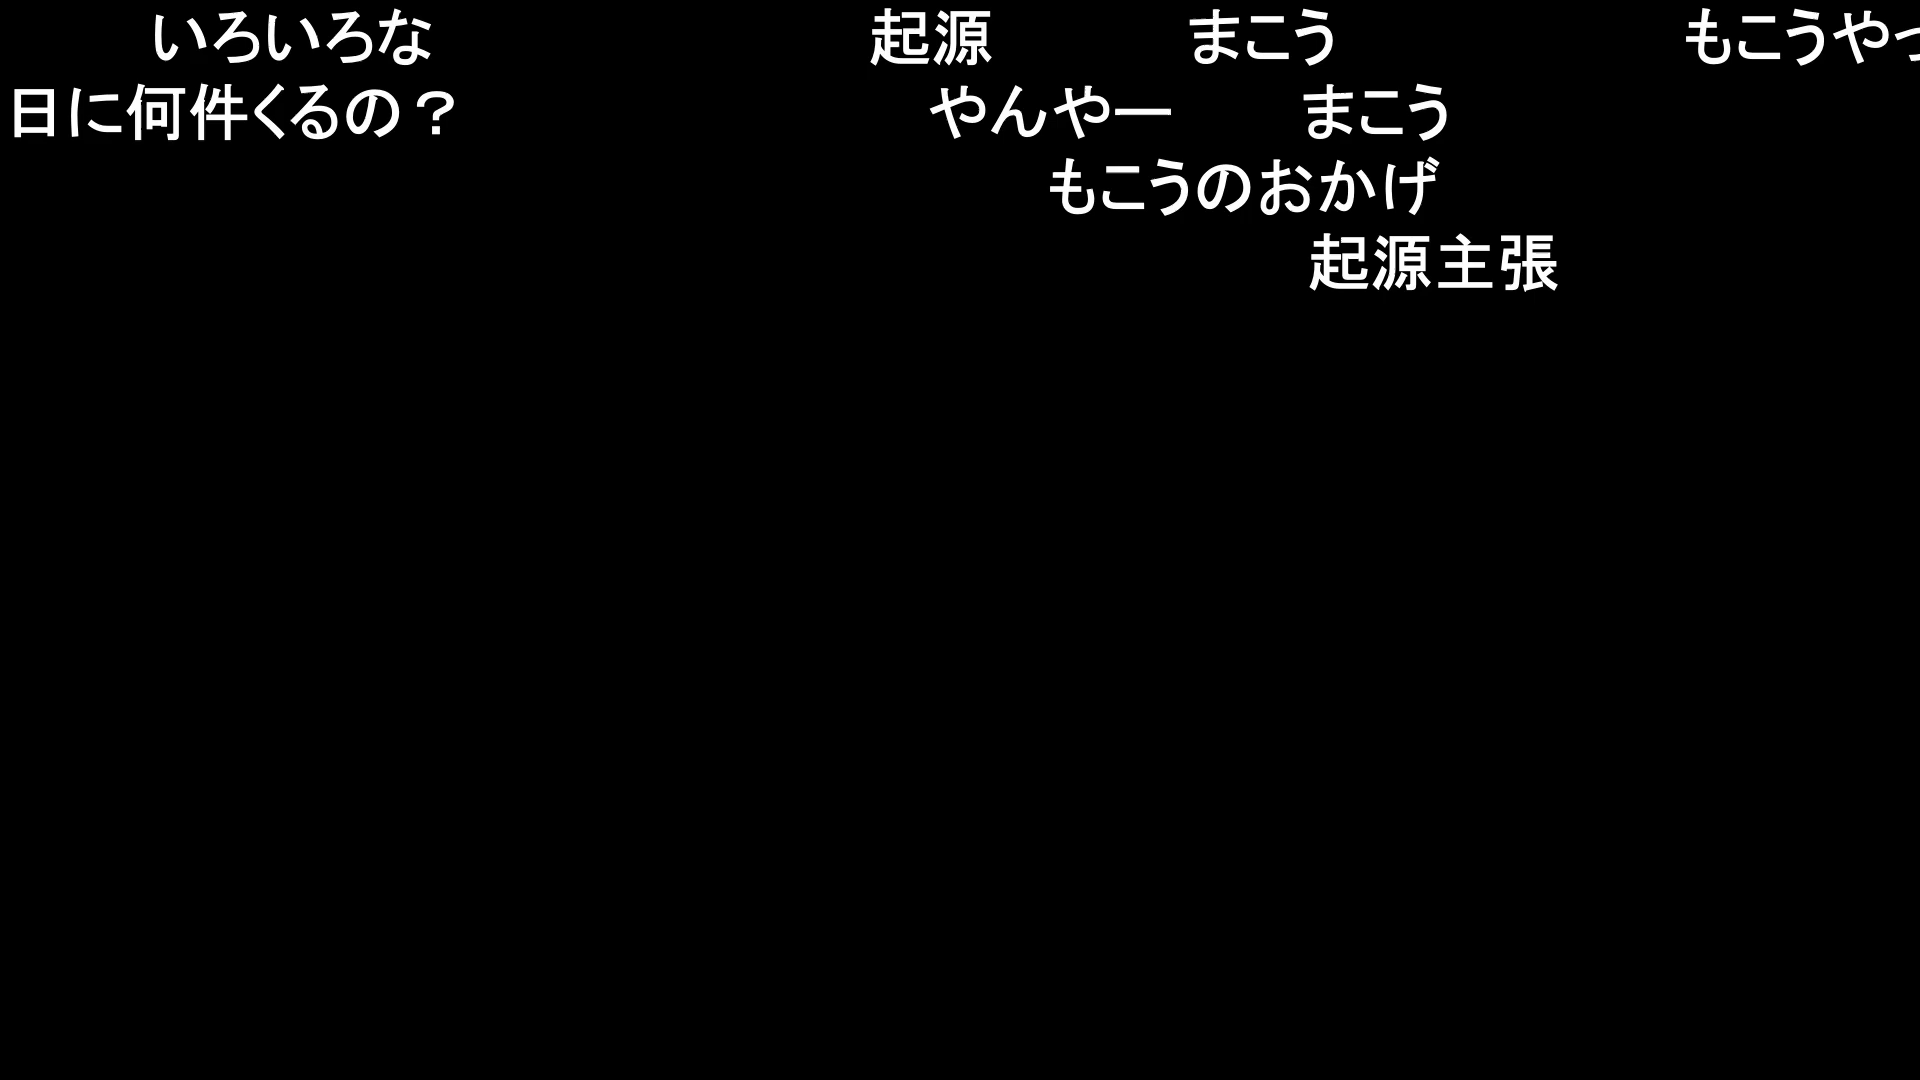 いろいろな 起源 まこう もこうやっ
日に何件くるの？ やんやー まこう
もこうのおかげ
起源主張